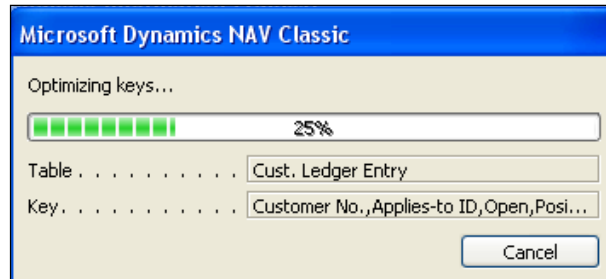 Microsoft Dynamics NAV Classic
Optimizing keys...
25%
Table . . . . . . . . . . Cust. Ledger Entry
Key. . . . . . . . . . . Customer No.,Applies-to ID,Open,Posi...
Cancel